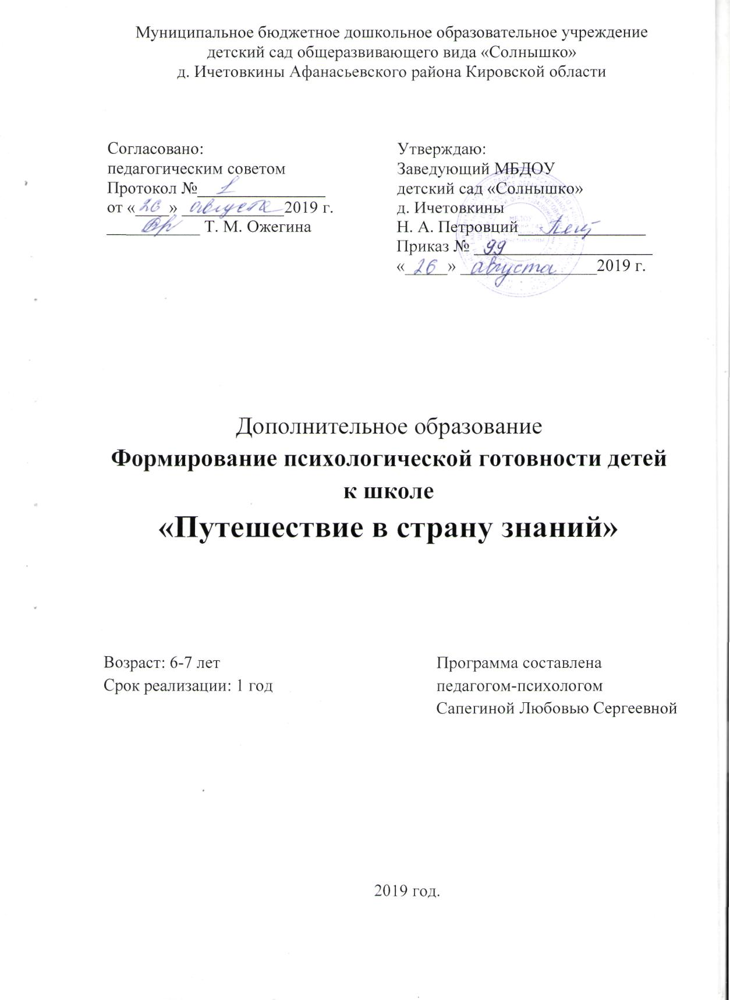 Муниципальное бюджетное дошкольное образовательное учреждение
детский сад общеразвивающего вида «Солнышко»
д. Ичетовкины Афанасьевского района Кировской области
Согласовано:
педагогическим советом
Протокол № 1
от «26» августа 2019 г.
Т. М. Ожегина
Утверждаю:
Заведующий МБДОУ
детский сад «Солнышко»
д. Ичетовкины
Н. А. Петровций
Приказ № 99
«26» августа 2019 г.
Дополнительное образование
Формирование психологической готовности детей
к школе
«Путешествие в страну знаний»
Возраст: 6-7 лет
Срок реализации: 1 год
Программа составлена
педагогом-психологом
Сапегиной Любовью Сергеевной
2019 год.